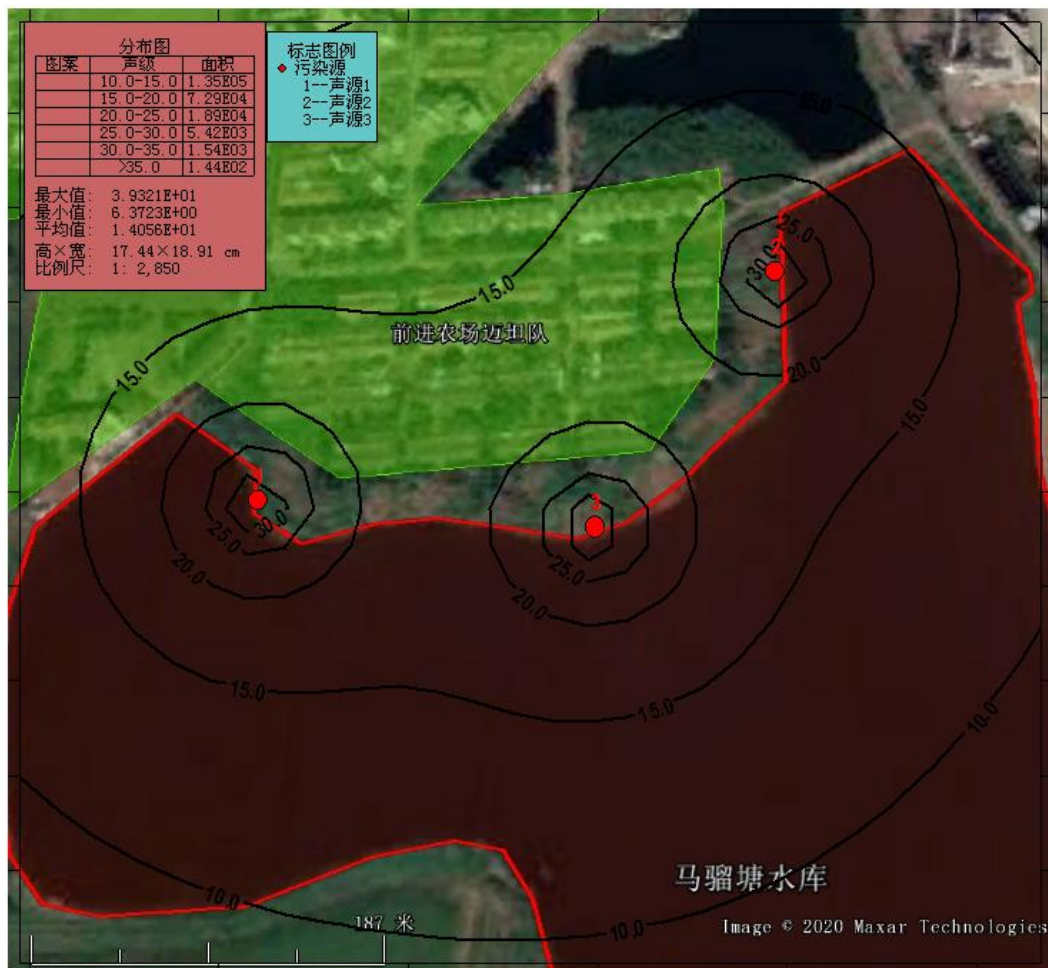 分布图
图案 声级 面积
10.0-15.0 1.35E05
15.0-20.0 7.29E04
20.0-25.0 1.89E04
25.0-30.0 5.42E03
30.0-35.0 1.54E03
>35.0 1.44E02
最大值: 3.9321E+01
最小值: 6.3723E+00
平均值: 1.4056E+01
高×宽: 17.44×18.91 cm
比例尺: 1: 2,850
标志图例
污染源
1--声源1
2--声源2
3--声源3
15.0
25.0
2
30.0
15.0
前进农场迈坦队
15.0
20.0
15.0
1
30.0
25.0
20.0
3
25.0
20.0
15.0
15.0
10.0
马骝塘水库
10.0
187 米
10.0
Image © 2020 Maxar Technologies